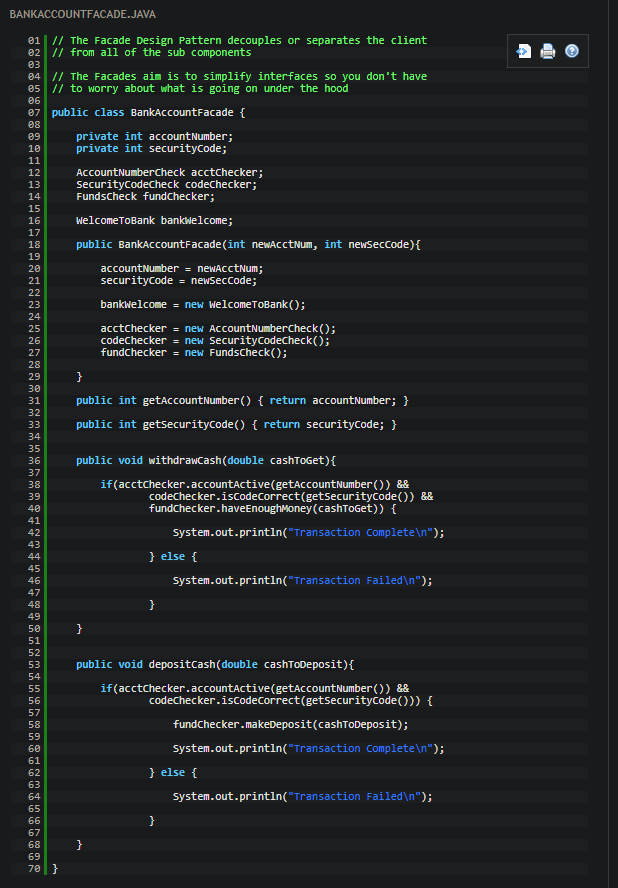 BANKACCOUNTFACADE.JAVA
01 // The Facade Design Pattern decouples or separates the client
02 // from all of the sub components
03
04 // The Facades aim is to simplify interfaces so you don't have
05 // to worry about what is going on under the hood
06
07 public class BankAccountFacade {
08
09     private int accountNumber;
10     private int securityCode;
11
12     AccountNumberCheck acctChecker;
13     SecurityCodeCheck codeChecker;
14     FundsCheck fundChecker;
15
16     WelcomeToBank bankWelcome;
17
18     public BankAccountFacade(int newAcctNum, int newSecCode){
19
20         accountNumber = newAcctNum;
21         securityCode = newSecCode;
22
23         bankWelcome = new WelcomeToBank();
24
25         acctChecker = new AccountNumberCheck();
26         codeChecker = new SecurityCodeCheck();
27         fundChecker = new FundsCheck();
28
29     }
30
31     public int getAccountNumber() { return accountNumber; }
32
33     public int getSecurityCode() { return securityCode; }
34
35
36     public void withdrawCash(double cashToGet){
37
38         if(acctChecker.accountActive(getAccountNumber()) &&
39                 codeChecker.isCodeCorrect(getSecurityCode()) &&
40                 fundChecker.haveEnoughMoney(cashToGet)) {
41
42                     System.out.println("Transaction Complete\n");
43
44                 } else {
45
46                     System.out.println("Transaction Failed\n");
47
48                 }
49
50     }
51
52
53     public void depositCash(double cashToDeposit){
54
55         if(acctChecker.accountActive(getAccountNumber()) &&
56                 codeChecker.isCodeCorrect(getSecurityCode())) {
57
58                     fundChecker.makeDeposit(cashToDeposit);
59
60                     System.out.println("Transaction Complete\n");
61
62                 } else {
63
64                     System.out.println("Transaction Failed\n");
65
66                 }
67
68     }
69
70 }